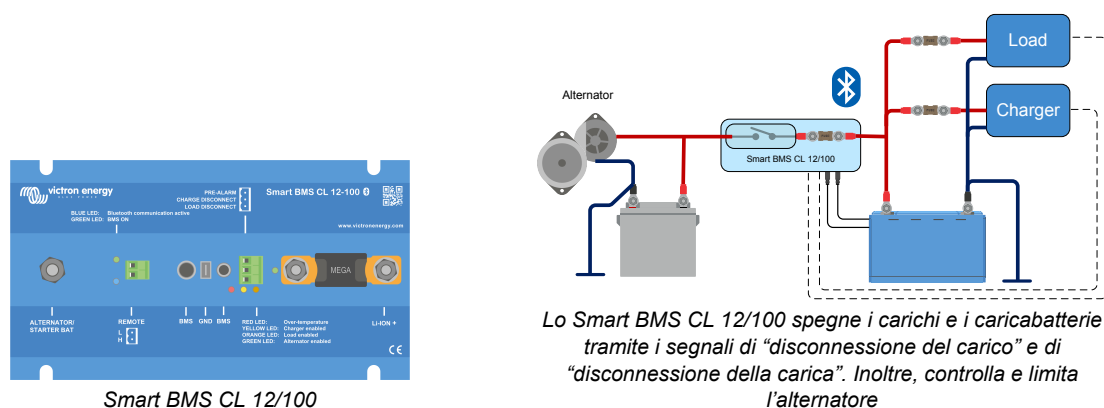 victron energy
BLUE POWER
PRE-ALARM
CHARGE DISCONNECT
LOAD DISCONNECT
Smart BMS CL 12-100
BLUE LED: Bluetooth communication active
GREEN LED: BMS ON
www.victronenergy.com
MEGA
ALTERNATOR/
STARTER BAT
REMOTE
L
H
BMS GND BMS
RED LED: Over-temperature
YELLOW LED: Charger enabled
ORANGE LED: Load enabled
GREEN LED: Alternator enabled
Li-ION +
CE
Smart BMS CL 12/100
Alternator
Load
Charger
Smart BMS CL 12/100
Lo Smart BMS CL 12/100 spegne i carichi e i caricabatterie
tramite i segnali di “disconnessione del carico” e di
“disconnessione della carica”. Inoltre, controlla e limita
l’alternatore